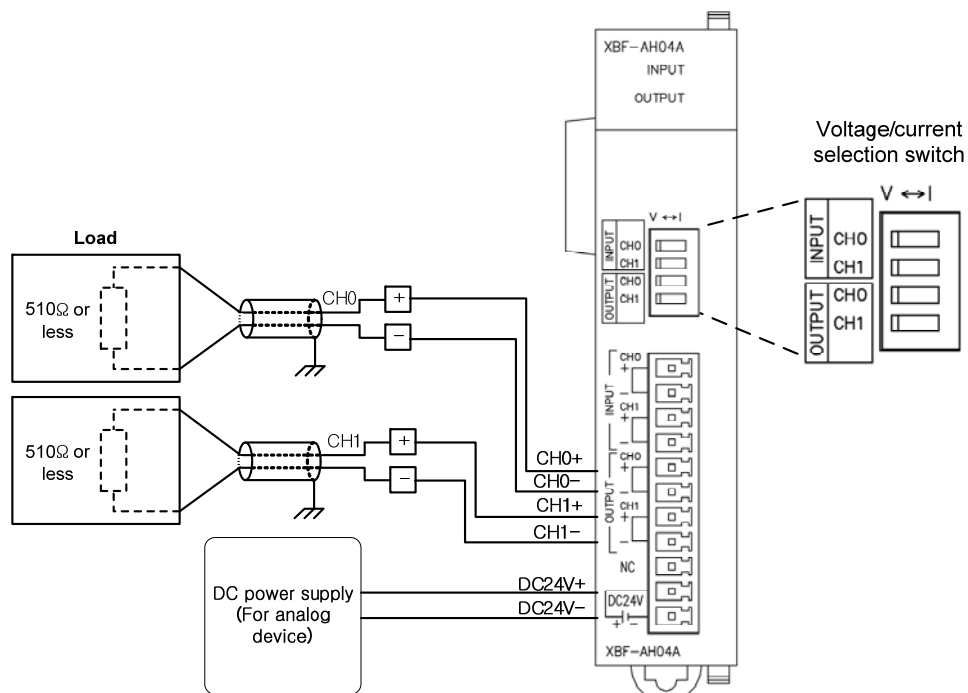 XBF-AH04A
INPUT
OUTPUT
Voltage/current
selection switch
V ↔ I
INPUT
CH0
CH1
OUTPUT
CH0
CH1
V ↔ I
INPUT
CH0
CH1
OUTPUT
CH0
CH1
Load
510Ω or
less
CH0
+
−
510Ω or
less
CH1
+
−
CH0+
CH0-
CH1+
CH1-
INPUT
CH0
+
−
CH1
+
−
OUTPUT
CH0
+
−
CH1
+
−
NC
DC24V
+ −
DC power supply
(For analog
device)
DC24V+
DC24V-
XBF-AH04A